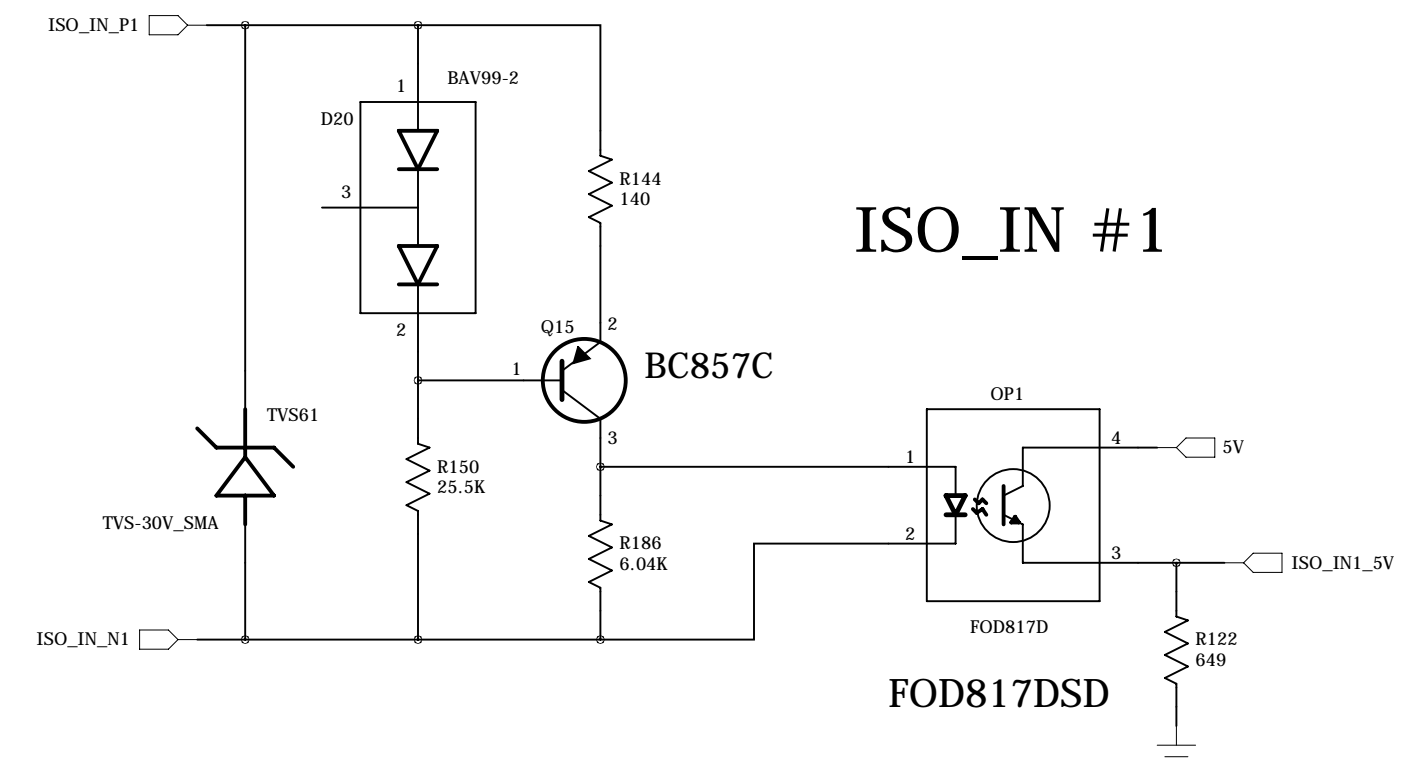 ISO_IN_P1
1
BAV99-2
D20
3
2
R144
140
ISO_IN #1
Q15
2
1
BC857C
3
TVS61
TVS-30V_SMA
R150
25.5K
R186
6.04K
ISO_IN_N1
OP1
1
4
5V
2
3
ISO_IN1_5V
FOD817D
R122
649
FOD817DSD